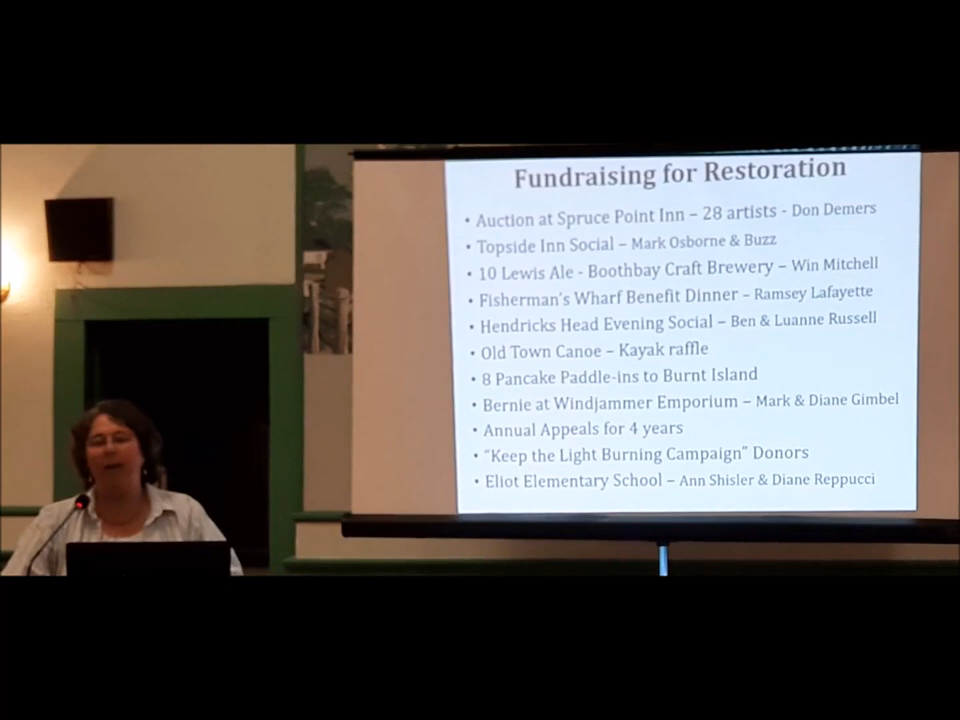 Fundraising for Restoration
• Auction at Spruce Point Inn – 28 artists - Don Demers
• Topside Inn Social – Mark Osborne & Buzz
• 10 Lewis Ale - Boothbay Craft Brewery – Win Mitchell
• Fisherman's Wharf Benefit Dinner – Ramsey Lafayette
• Hendricks Head Evening Social – Ben & Luanne Russell
• Old Town Canoe – Kayak raffle
• 8 Pancake Paddle-ins to Burnt Island
• Bernie at Windjammer Emporium – Mark & Diane Gimbel
• Annual Appeals for 4 years
• "Keep the Light Burning Campaign" Donors
• Eliot Elementary School – Ann Shisler & Diane Reppucci